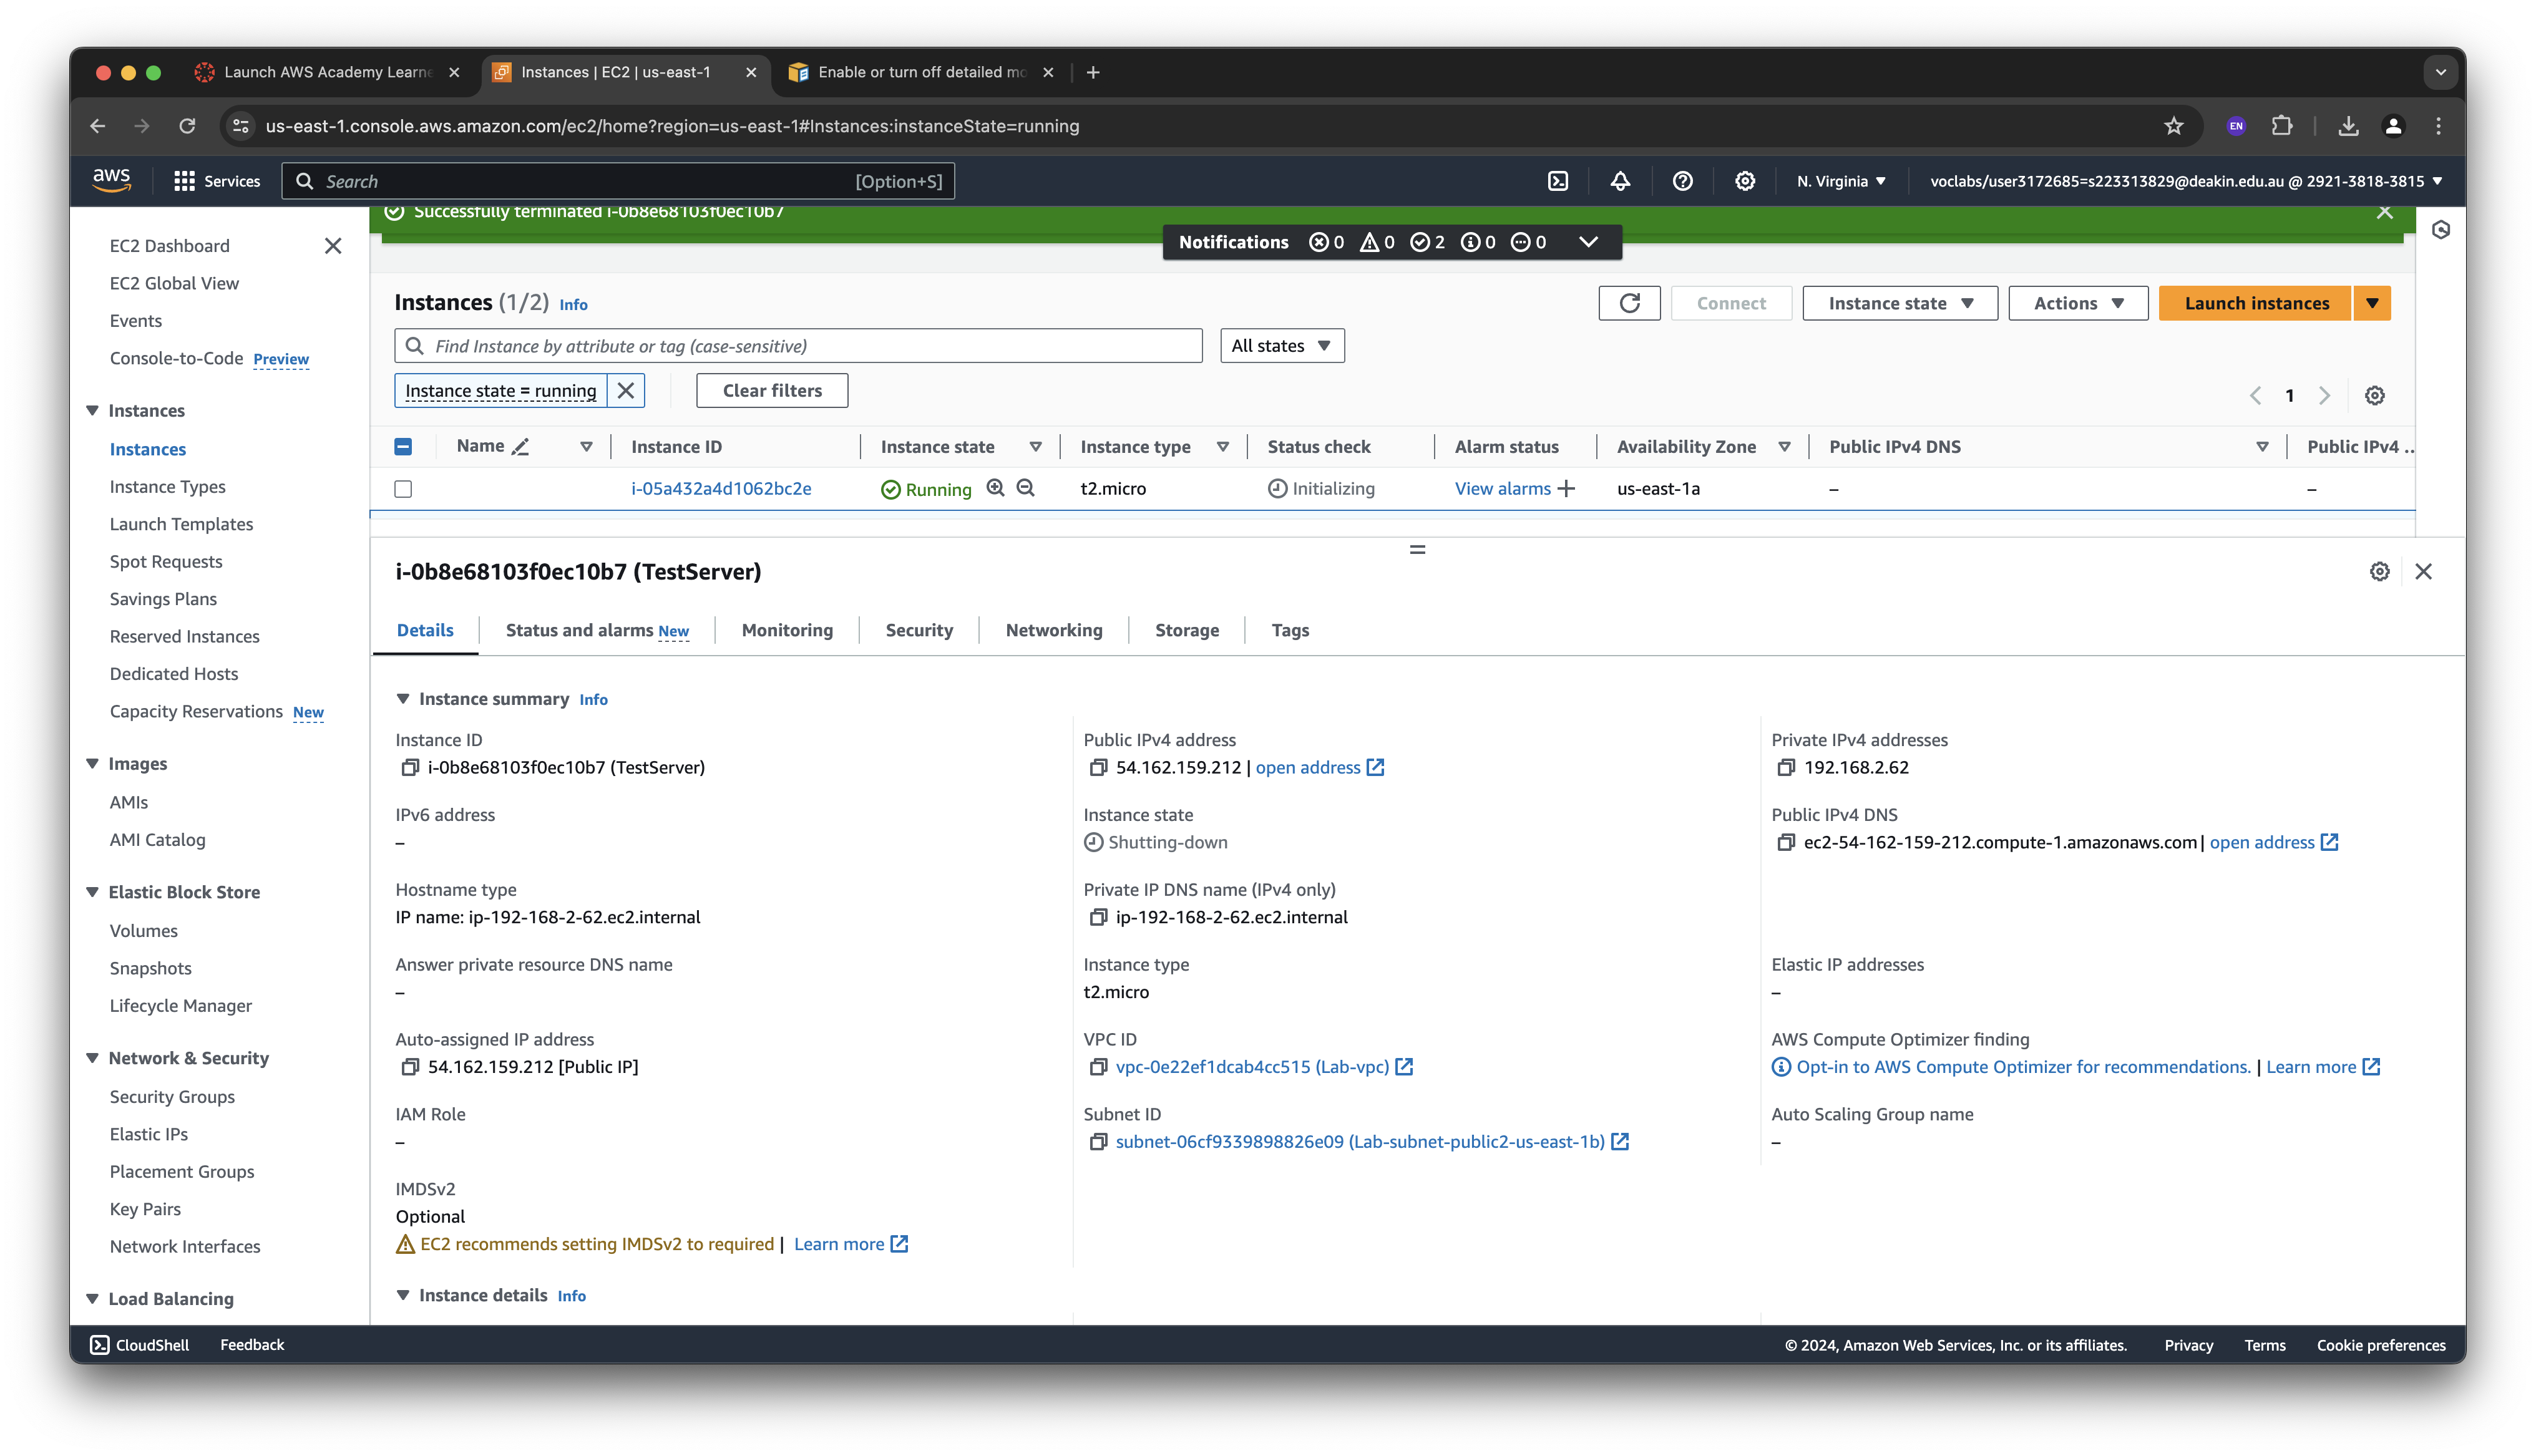 Launch AWS Academy Learne
Instances | EC2 | us-east-1
Enable or turn off detailed mo
us-east-1.console.aws.amazon.com/ec2/home?region=us-east-1#Instances:instanceState=running
EN
aws
Services
Search
[Option+S]
N. Virginia
voclabs/user3172685=s223313829@deakin.edu.au @ 2921-3818-3815
Successfully terminated i-0b8e68103f0ec10b7
Notifications 0 0 2 0 0
EC2 Dashboard
EC2 Global View
Events
Console-to-Code Preview
Instances
Instances
Instance Types
Launch Templates
Spot Requests
Savings Plans
Reserved Instances
Dedicated Hosts
Capacity Reservations New
Images
AMIs
AMI Catalog
Elastic Block Store
Volumes
Snapshots
Lifecycle Manager
Network & Security
Security Groups
Elastic IPs
Placement Groups
Key Pairs
Network Interfaces
Load Balancing
Instances (1/2) Info
Connect
Instance state
Actions
Launch instances
Find Instance by attribute or tag (case-sensitive)
All states
Instance state = running
Clear filters
1
Name Instance ID Instance state Instance type Status check Alarm status Availability Zone Public IPv4 DNS Public IPv4 ...
i-05a432a4d1062bc2e Running t2.micro Initializing View alarms + us-east-1a – –
i-0b8e68103f0ec10b7 (TestServer)
Details
Status and alarms New
Monitoring
Security
Networking
Storage
Tags
Instance summary Info
Instance ID
i-0b8e68103f0ec10b7 (TestServer)
Public IPv4 address
54.162.159.212 | open address
Private IPv4 addresses
192.168.2.62
IPv6 address
–
Instance state
Shutting-down
Public IPv4 DNS
ec2-54-162-159-212.compute-1.amazonaws.com | open address
Hostname type
IP name: ip-192-168-2-62.ec2.internal
Private IP DNS name (IPv4 only)
ip-192-168-2-62.ec2.internal
Answer private resource DNS name
–
Instance type
t2.micro
Elastic IP addresses
–
Auto-assigned IP address
54.162.159.212 [Public IP]
VPC ID
vpc-0e22ef1dcab4cc515 (Lab-vpc)
AWS Compute Optimizer finding
Opt-in to AWS Compute Optimizer for recommendations. | Learn more
IAM Role
–
Subnet ID
subnet-06cf9339898826e09 (Lab-subnet-public2-us-east-1b)
Auto Scaling Group name
–
IMDSv2
Optional
EC2 recommends setting IMDSv2 to required | Learn more
Instance details Info
CloudShell
Feedback
© 2024, Amazon Web Services, Inc. or its affiliates.
Privacy
Terms
Cookie preferences